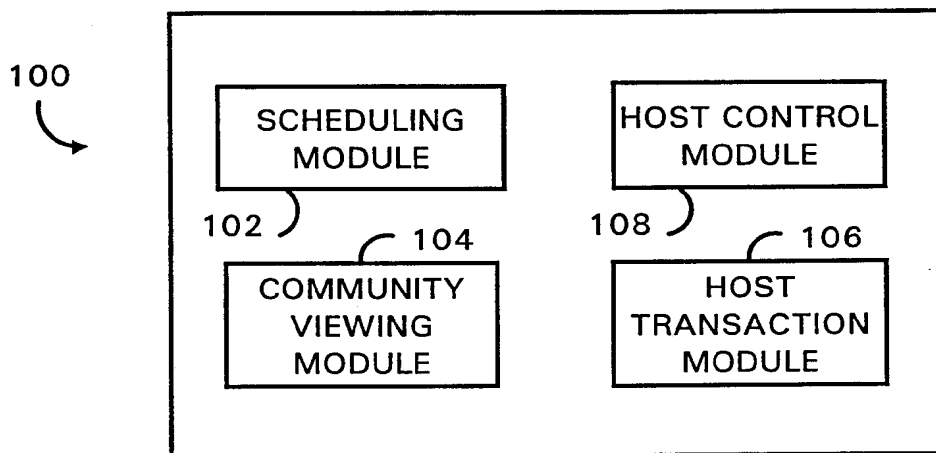 100
SCHEDULING
MODULE
HOST CONTROL
MODULE
102
108
104
106
COMMUNITY
VIEWING
MODULE
HOST
TRANSACTION
MODULE